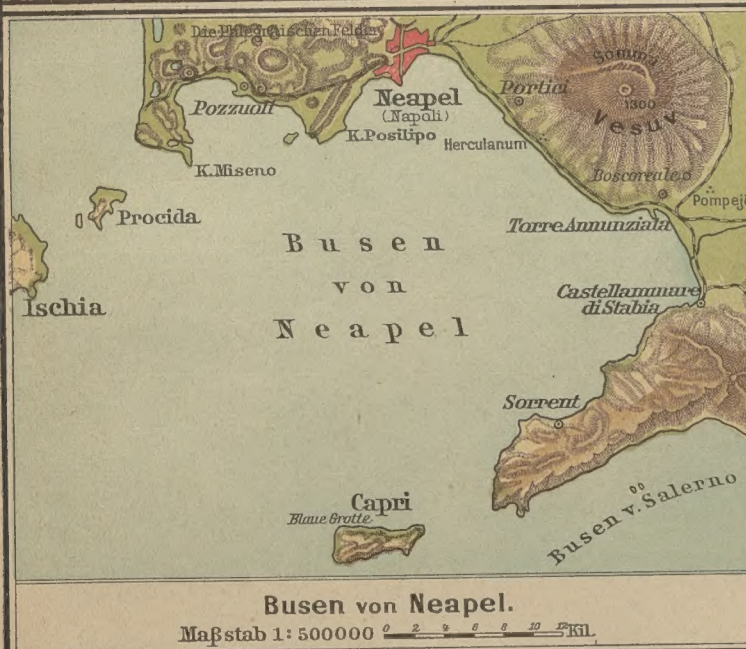 Die Phlegräischen Felder
Somma
Portici
1300
Vesuv
Neapel
(Napoli)
Pozzuoli
K. Posilipo
Herculanum
K. Miseno
Boscoreale
Pompeji
Procida
Torre Annunziata
Busen
von
Neapel
Ischia
Castellammare
di Stabia
Sorrent
Capri
Blaue Grotte
Busen v. Salerno
Busen von Neapel.
Maßstab 1:500000 0 2 4 6 8 10 12 Kil.